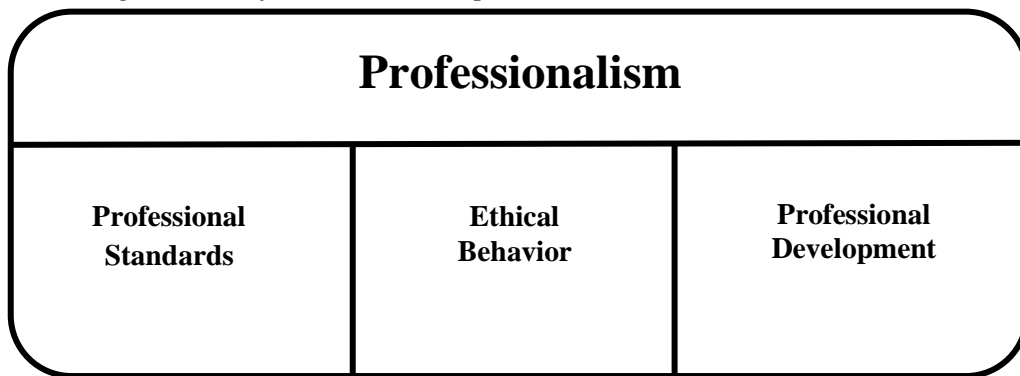 Professionalism
Professional
Standards
Ethical
Behavior
Professional
Development